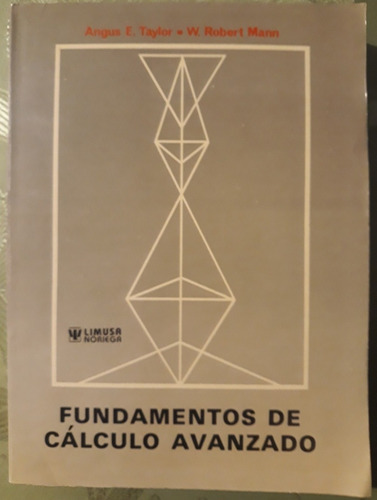 Angus E. Taylor • W. Robert Mann
LIMUSA
NORIEGA
FUNDAMENTOS DE
CÁLCULO AVANZADO